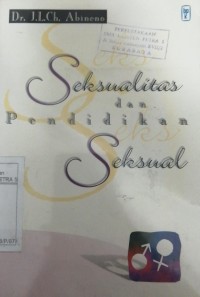 Dr. J.L.Ch. Abineno
Seksualitas
dan
Pendidikan
Seksual